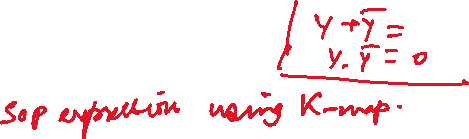 y + y̅ =
y . y̅ = 0
SOP expression using K-map.